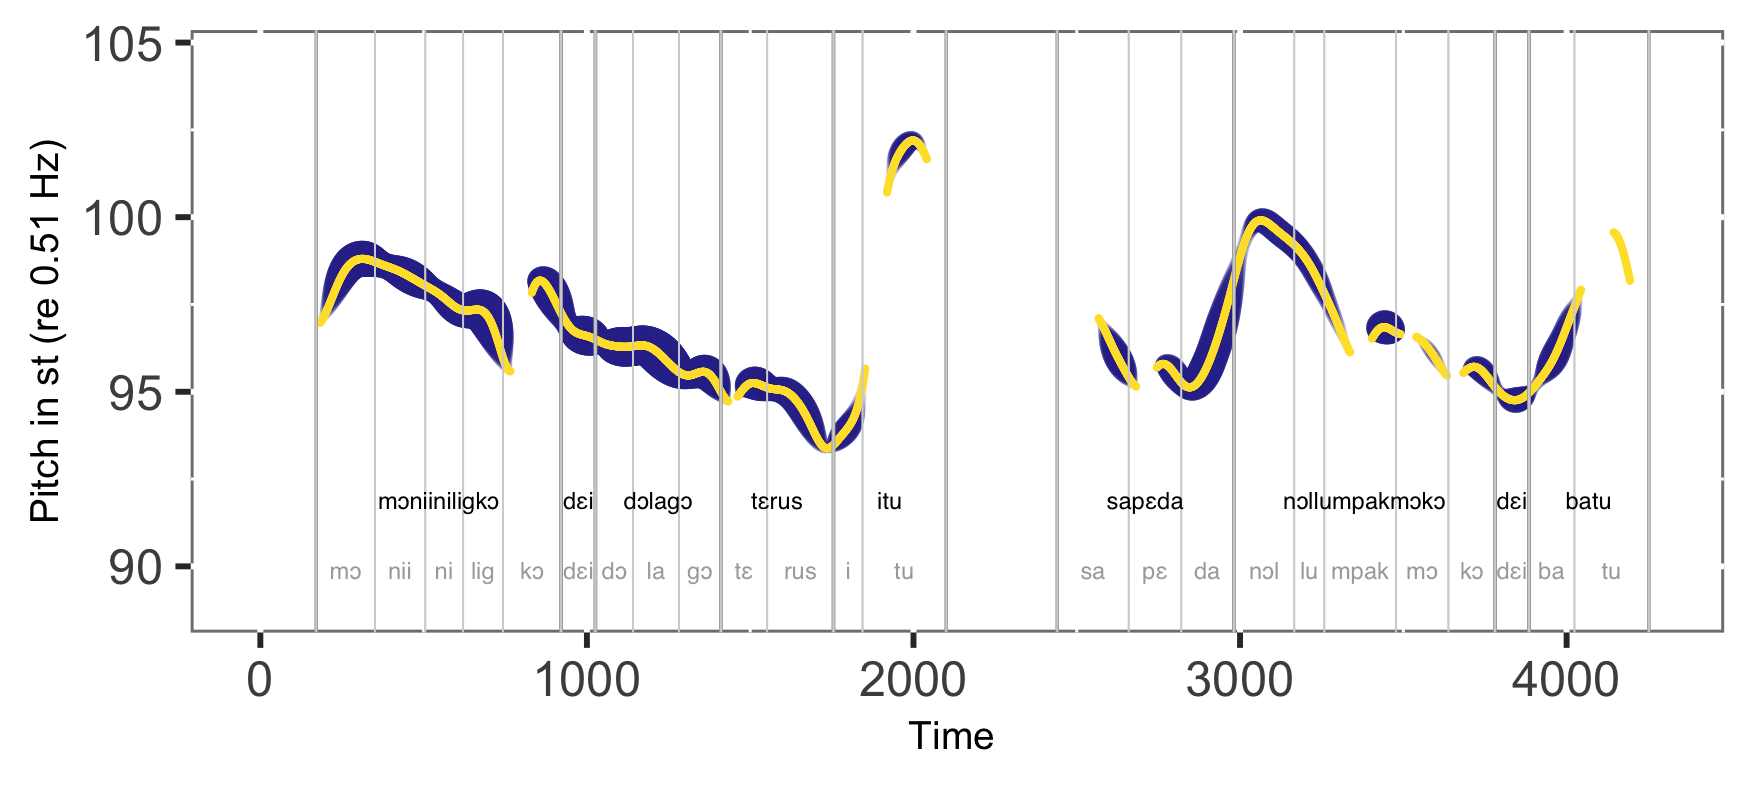 105
100
95
90
Pitch in st (re 0.51 Hz)
mɔniiniligkɔ dɛi dɔlagɔ tɛrus itu sapɛda nɔllumpakmɔkɔ dɛi batu
mɔ nii ni lig kɔ dɛi dɔ la gɔ tɛ rus i tu sa pɛ da nɔl lu mpak mɔ kɔ dɛi ba tu
0 1000 2000 3000 4000
Time